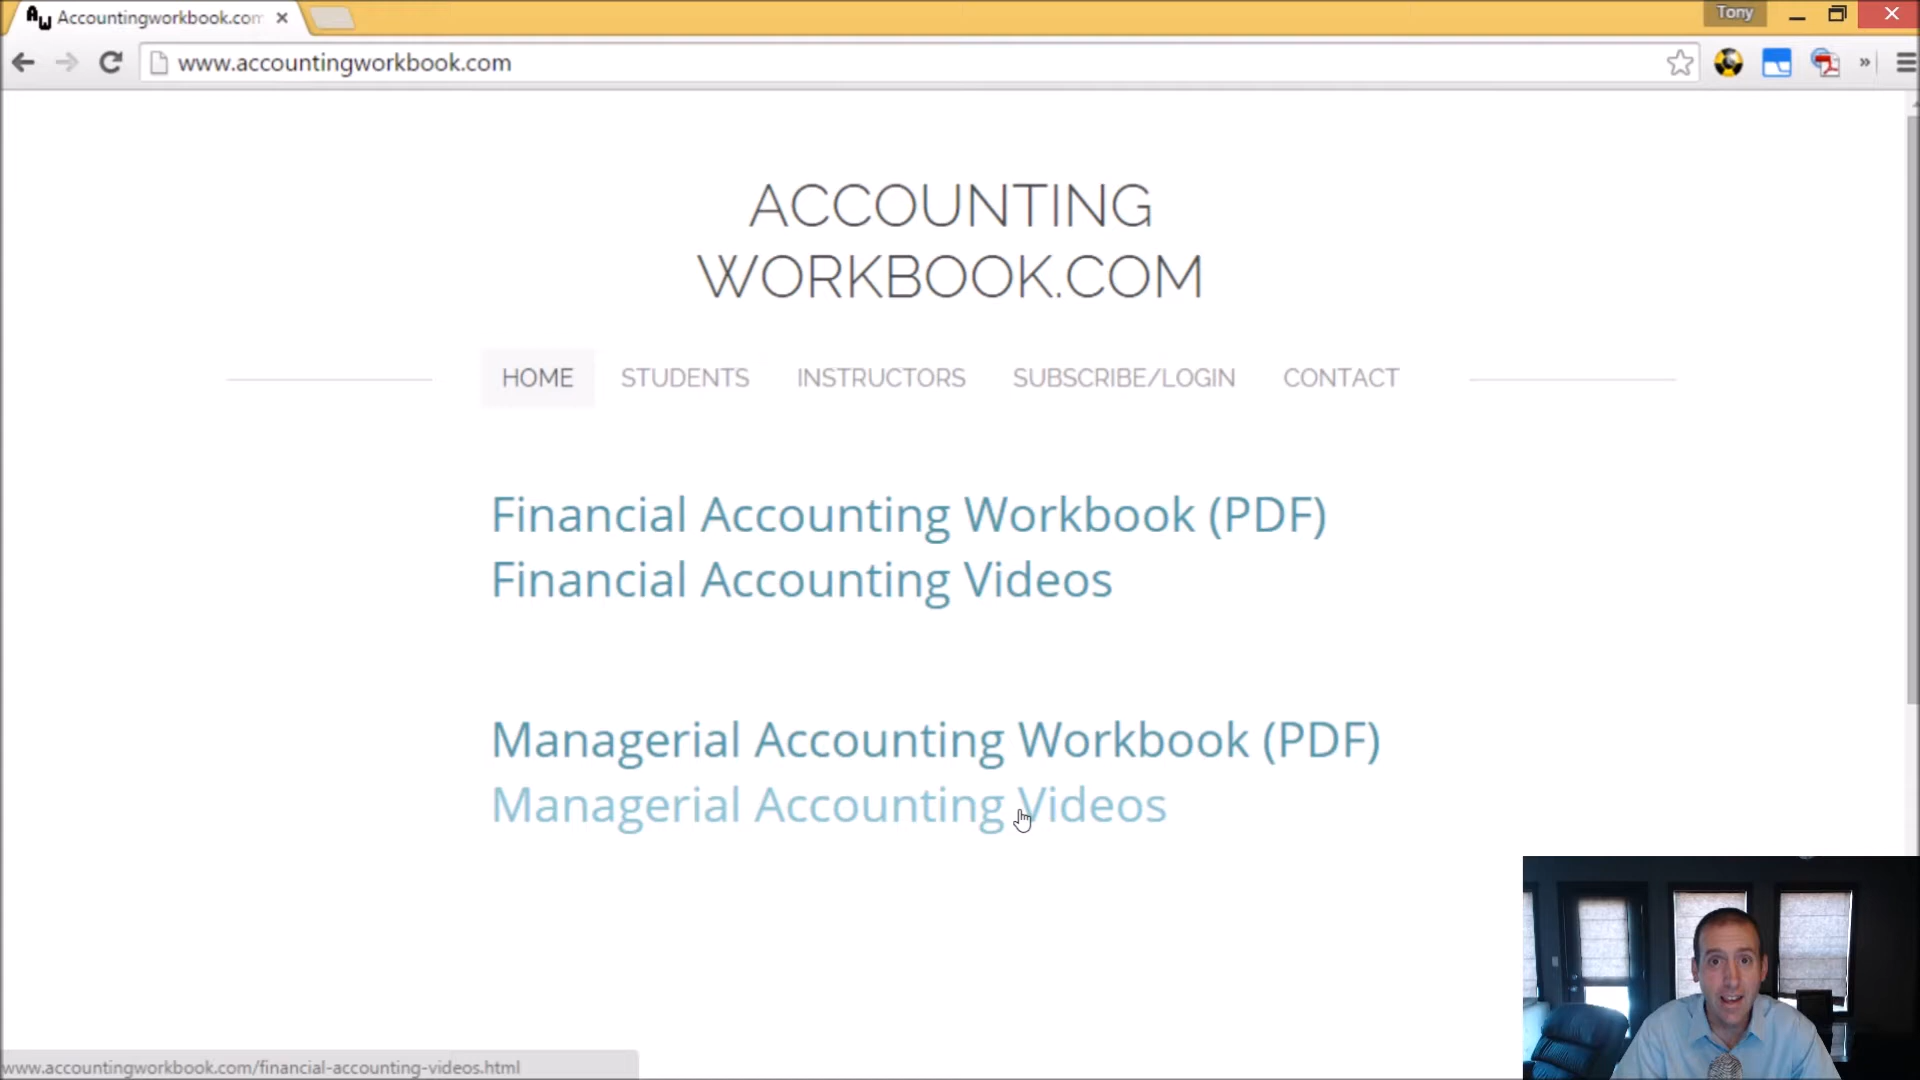 Accountingworkbook.com
Tony
www.accountingworkbook.com
ACCOUNTING
WORKBOOK.COM
HOME STUDENTS INSTRUCTORS SUBSCRIBE/LOGIN CONTACT
Financial Accounting Workbook (PDF)
Financial Accounting Videos
Managerial Accounting Workbook (PDF)
Managerial Accounting Videos
www.accountingworkbook.com/financial-accounting-videos.html